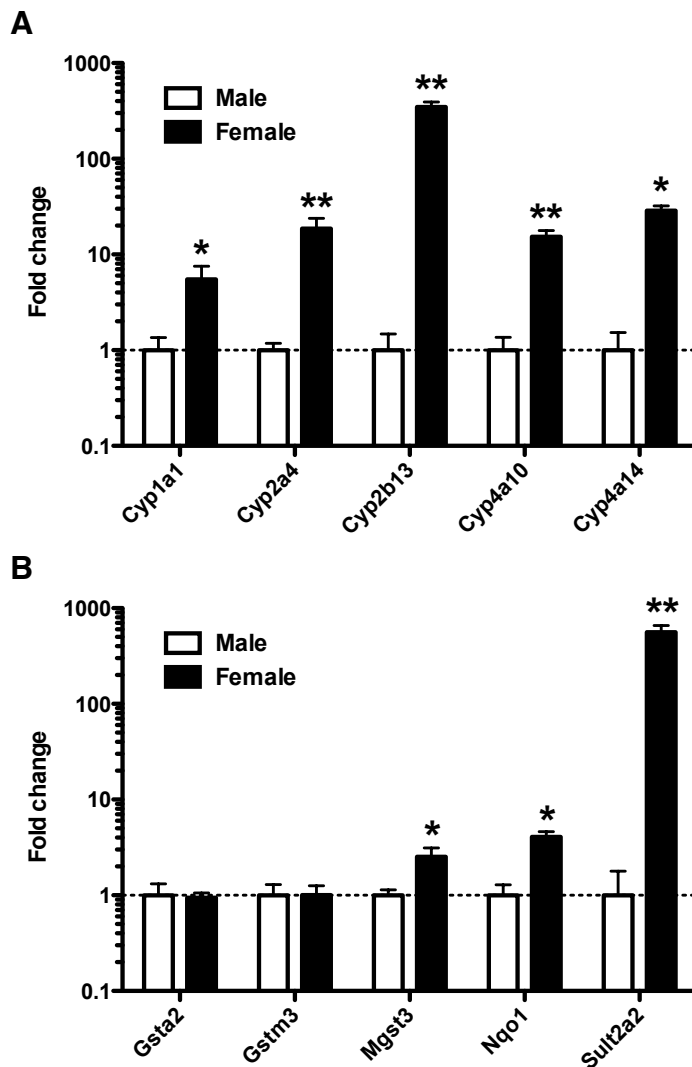 A
Fold change
1000
100
10
1
0.1
Male
Female
*
**
**
**
*
Cyp1a1
Cyp2a4
Cyp2b13
Cyp4a10
Cyp4a14
B
Fold change
1000
100
10
1
0.1
Male
Female
*
*
**
Gsta2
Gstm3
Mgst3
Nqo1
Sult2a2